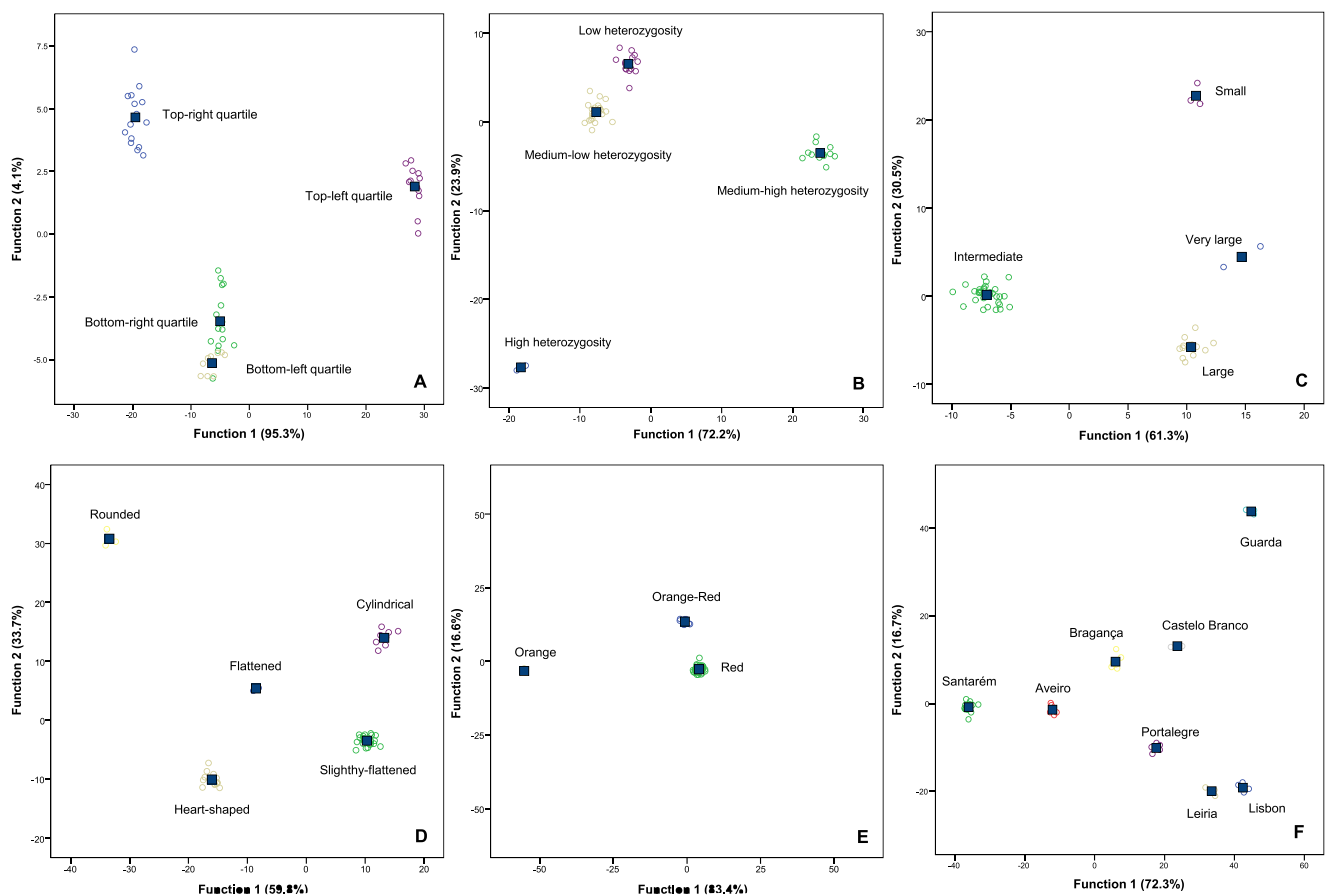 7.5
5.0
2.5
0.0
-2.5
-5.0
Function 2 (4.1%)
Top-right quartile
Top-left quartile
Bottom-right quartile
Bottom-left quartile
A
-30
-20
-10
0
10
20
30
Function 1 (95.3%)
10
0
-10
-20
-30
Function 2 (23.9%)
Low heterozygosity
Medium-low heterozygosity
Medium-high heterozygosity
High heterozygosity
B
-20
-10
0
10
20
30
Function 1 (72.2%)
30
20
10
0
-10
Function 2 (30.5%)
Small
Very large
Intermediate
Large
C
-10
-5
0
5
10
15
20
Function 1 (61.3%)
40
30
20
10
0
-10
-20
Function 2 (33.7%)
Rounded
Cylindrical
Flattened
Slighthy-flattened
Heart-shaped
D
-40
-30
-20
-10
0
10
20
Function 1 (59.8%)
50
25
0
-25
-50
Function 2 (16.6%)
Orange-Red
Orange
Red
E
-50
-25
0
25
50
Function 1 (83.4%)
40
20
0
-20
Function 2 (16.7%)
Guarda
Castelo Branco
Bragança
Santarém
Aveiro
Portalegre
Leiria
Lisbon
F
-40
-20
0
20
40
60
Function 1 (72.3%)